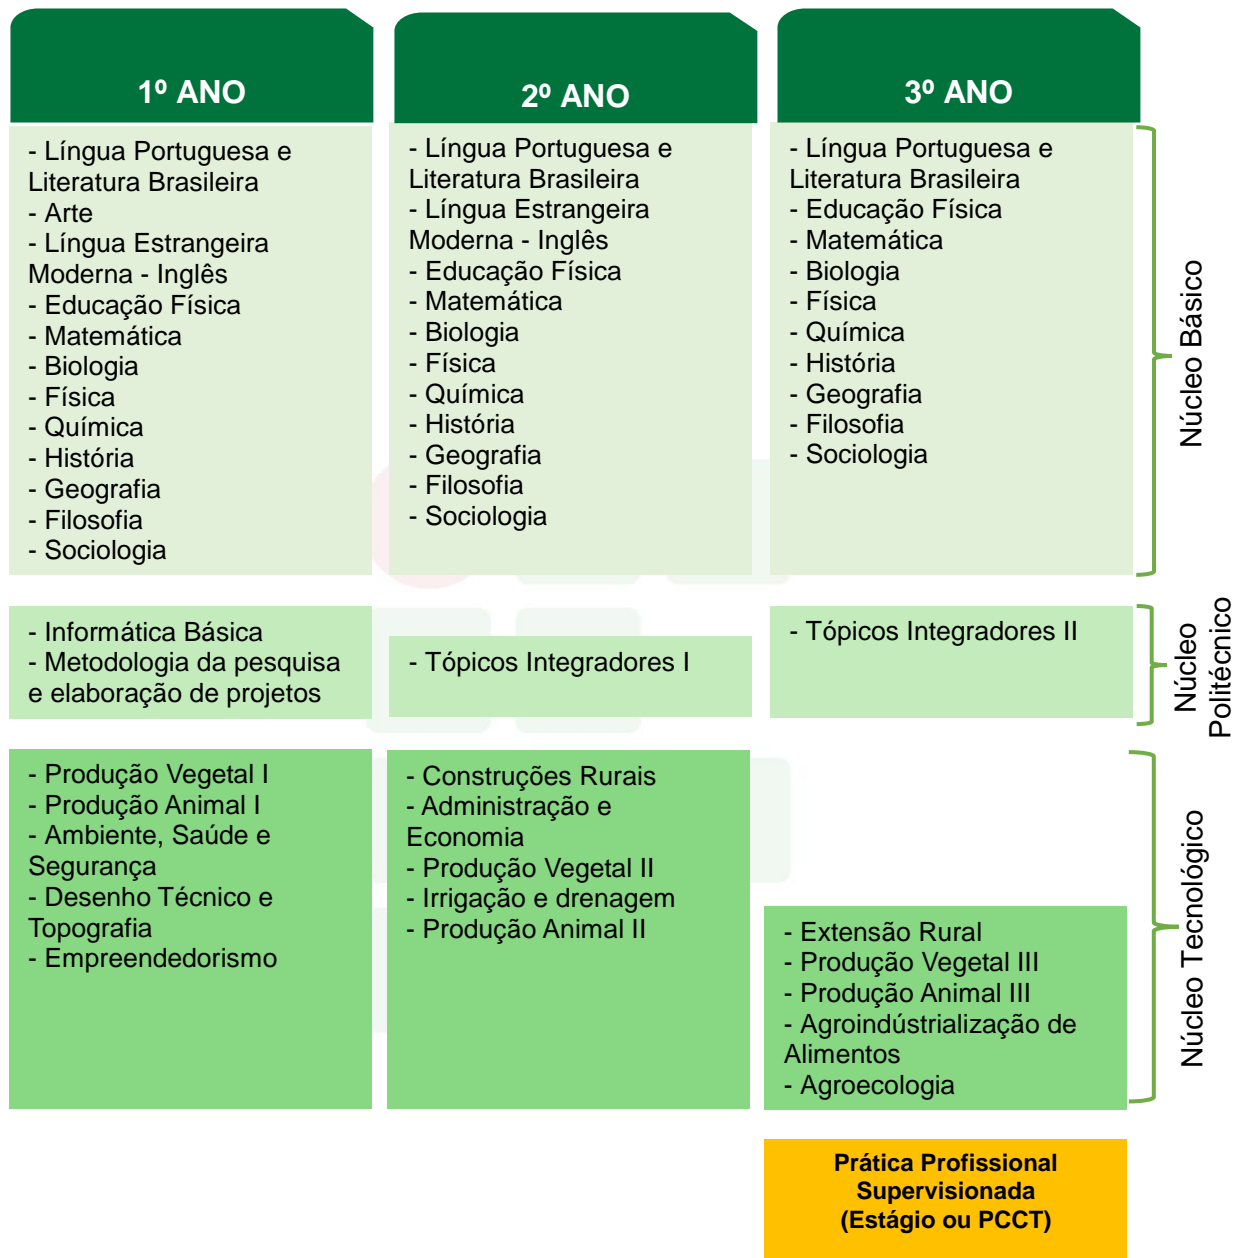 1º ANO
- Língua Portuguesa e
Literatura Brasileira
- Arte
- Língua Estrangeira
Moderna - Inglês
- Educação Física
- Matemática
- Biologia
- Física
- Química
- História
- Geografia
- Filosofia
- Sociologia
2º ANO
- Língua Portuguesa e
Literatura Brasileira
- Língua Estrangeira
Moderna - Inglês
- Educação Física
- Matemática
- Biologia
- Física
- Química
- História
- Geografia
- Filosofia
- Sociologia
3º ANO
- Língua Portuguesa e
Literatura Brasileira
- Educação Física
- Matemática
- Biologia
- Física
- Química
- História
- Geografia
- Filosofia
- Sociologia
Núcleo Básico
- Informática Básica
- Metodologia da pesquisa
e elaboração de projetos
- Tópicos Integradores I
- Tópicos Integradores II
Núcleo
Politécnico
- Produção Vegetal I
- Produção Animal I
- Ambiente, Saúde e
Segurança
- Desenho Técnico e
Topografia
- Empreendedorismo
- Construções Rurais
- Administração e
Economia
- Produção Vegetal II
- Irrigação e drenagem
- Produção Animal II
- Extensão Rural
- Produção Vegetal III
- Produção Animal III
- Agroindústrialização de
Alimentos
- Agroecologia
Núcleo Tecnológico
Prática Profissional
Supervisionada
(Estágio ou PCCT)